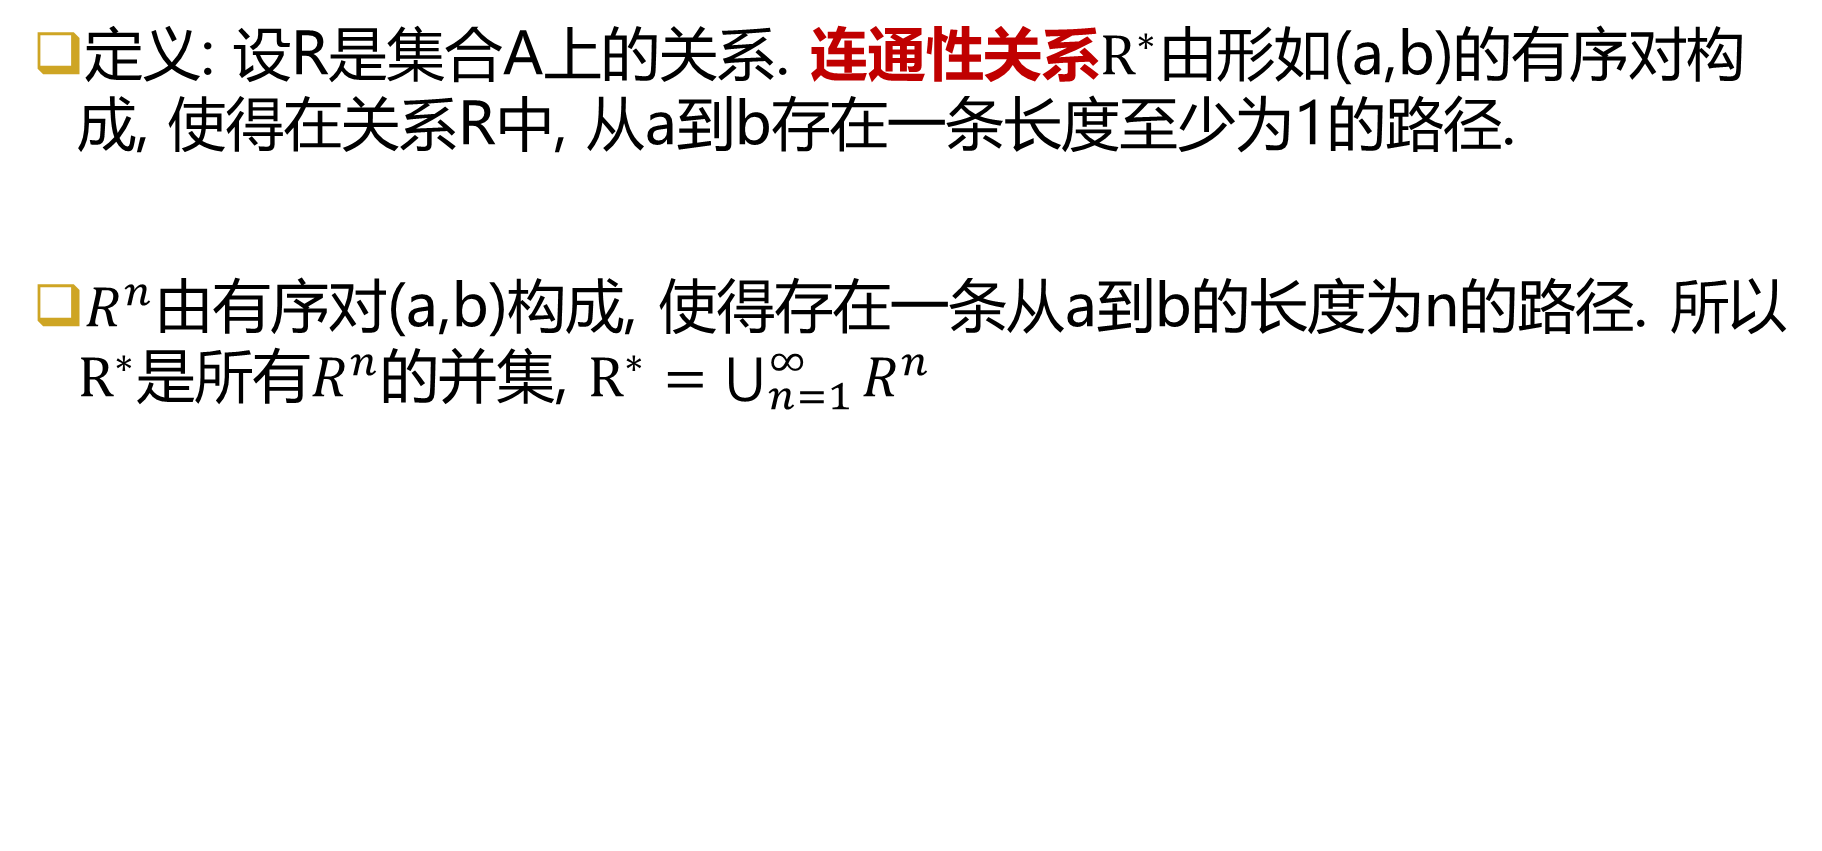 ❑定义: 设R是集合A上的关系. 连通性关系R*由形如(a,b)的有序对构
成, 使得在关系R中, 从a到b存在一条长度至少为1的路径.
❑Rⁿ由有序对(a,b)构成, 使得存在一条从a到b的长度为n的路径. 所以
R*是所有Rⁿ的并集, R* = ⋃_{n=1}^{∞} Rⁿ